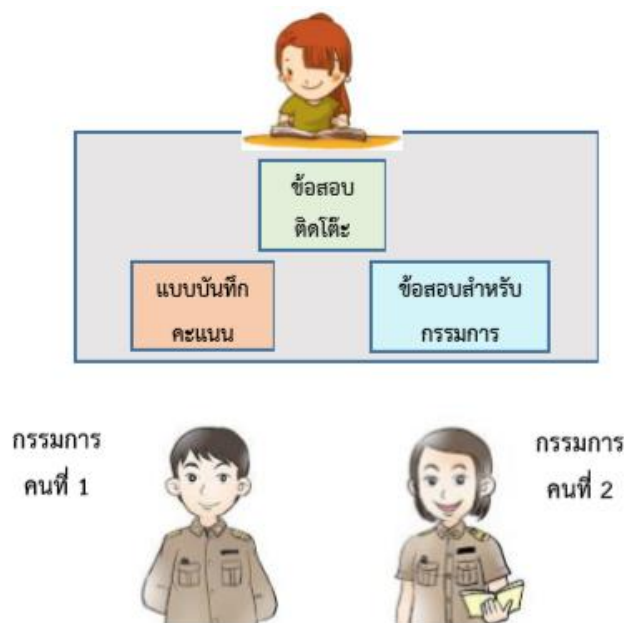 ข้อสอบ
ติดโต๊ะ
แบบบันทึก
คะแนน
ข้อสอบสำหรับ
กรรมการ
กรรมการ
คนที่ 1
กรรมการ
คนที่ 2